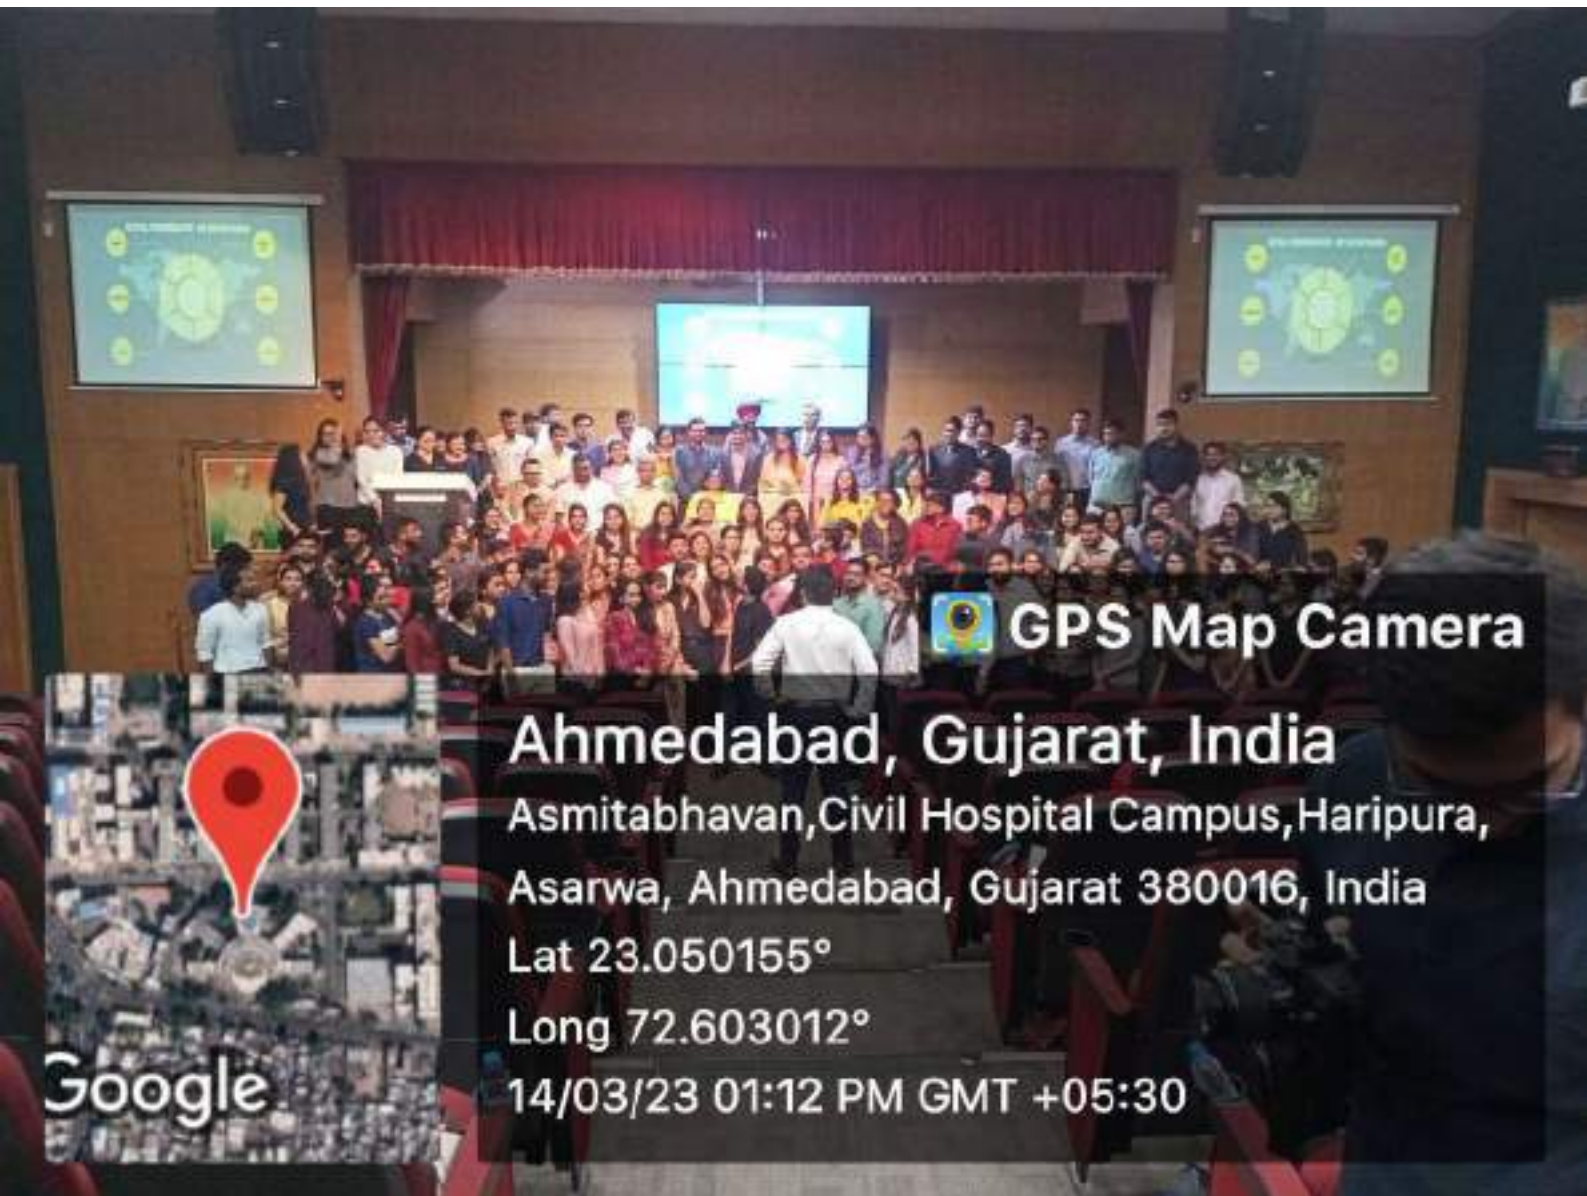 GPS Map Camera
Ahmedabad, Gujarat, India
Asmitabhavan,Civil Hospital Campus,Haripura,
Asarwa, Ahmedabad, Gujarat 380016, India
Lat 23.050155°
Long 72.603012°
14/03/23 01:12 PM GMT +05:30
Google